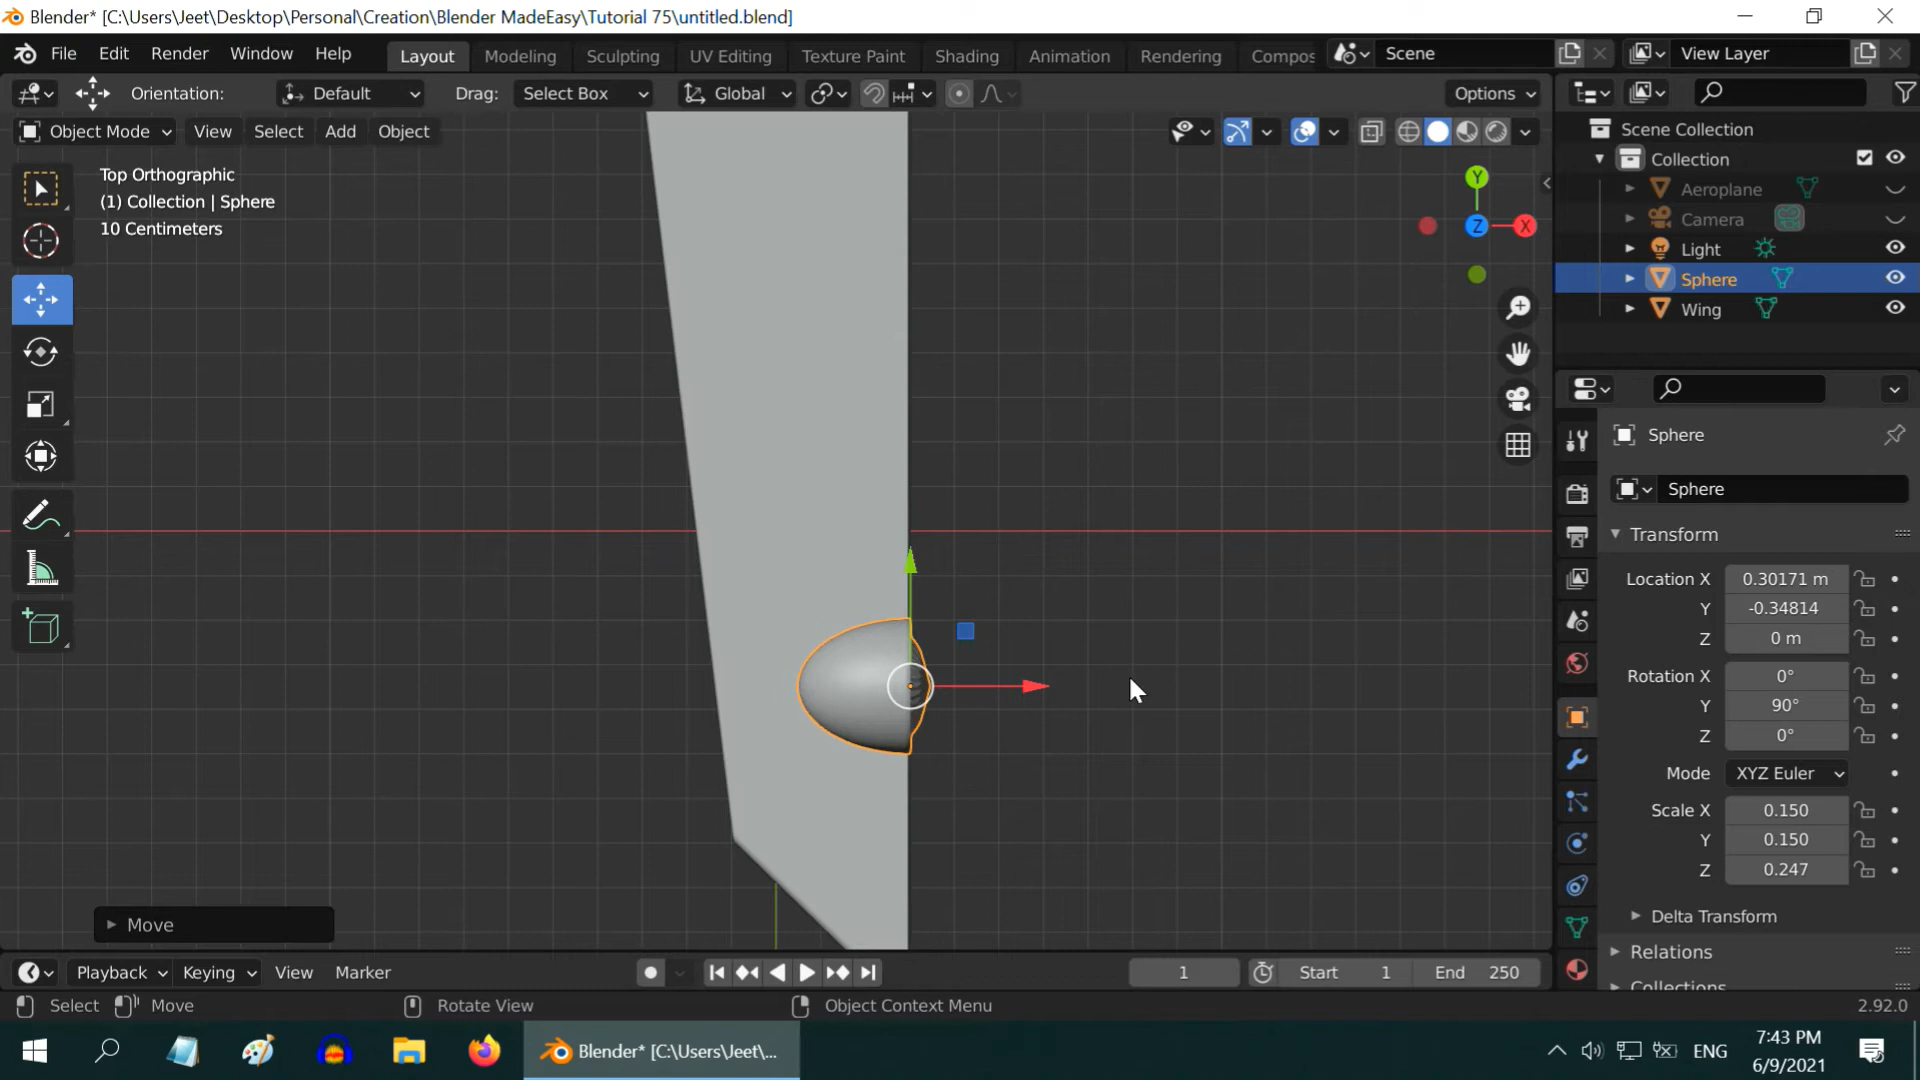 Blender* [C:\Users\Jeet\Desktop\Personal\Creation\Blender MadeEasy\Tutorial 75\untitled.blend]
File Edit Render Window Help Layout Modeling Sculpting UV Editing Texture Paint Shading Animation Rendering Compos Scene View Layer
Orientation: Default Drag: Select Box Global Options
Object Mode View Select Add Object
Top Orthographic
(1) Collection | Sphere
10 Centimeters
Y
Z
X
Move
Scene Collection
Collection
Aeroplane
Camera
Light
Sphere
Wing
Sphere
Sphere
Transform
Location X 0.30171 m
Y -0.34814
Z 0 m
Rotation X 0°
Y 90°
Z 0°
Mode XYZ Euler
Scale X 0.150
Y 0.150
Z 0.247
Delta Transform
Relations
Collections
Playback Keying View Marker 1 Start 1 End 250
Select Move Rotate View Object Context Menu 2.92.0
Blender* [C:\Users\Jeet\...
ENG
7:43 PM
6/9/2021